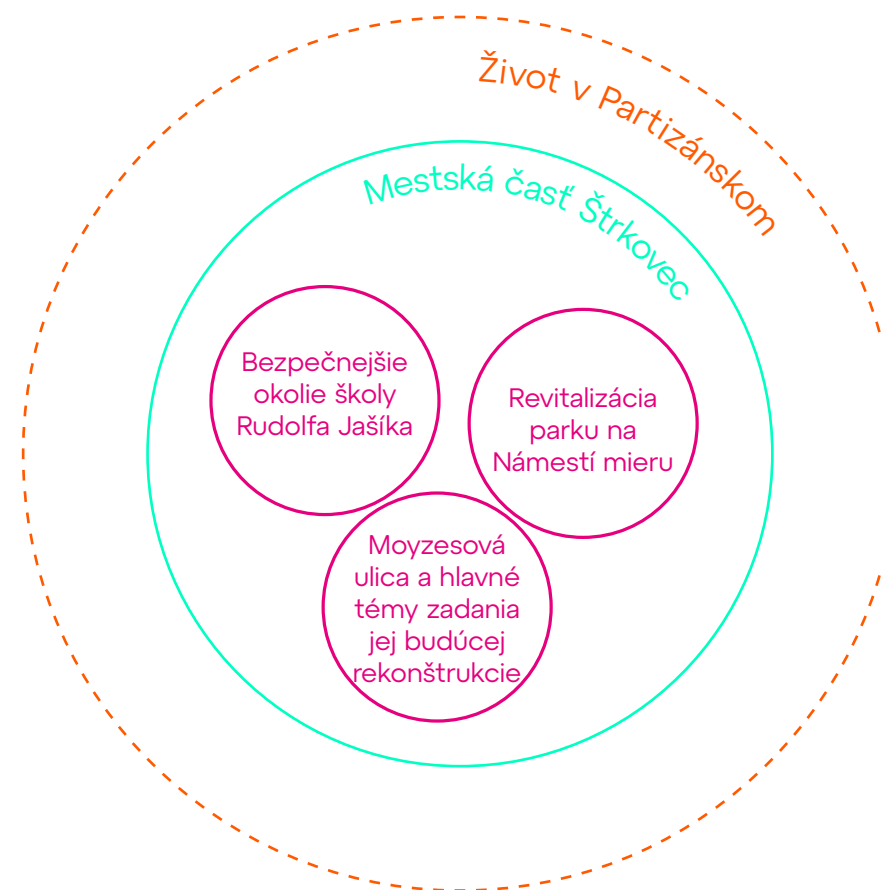 Život v Partizánskom
Mestská časť Štrkovec
Bezpečnejšie
okolie školy
Rudolfa Jašíka
Revitalizácia
parku na
Námestí mieru
Moyzesová
ulica a hlavné
témy zadania
jej budúcej
rekonštrukcie